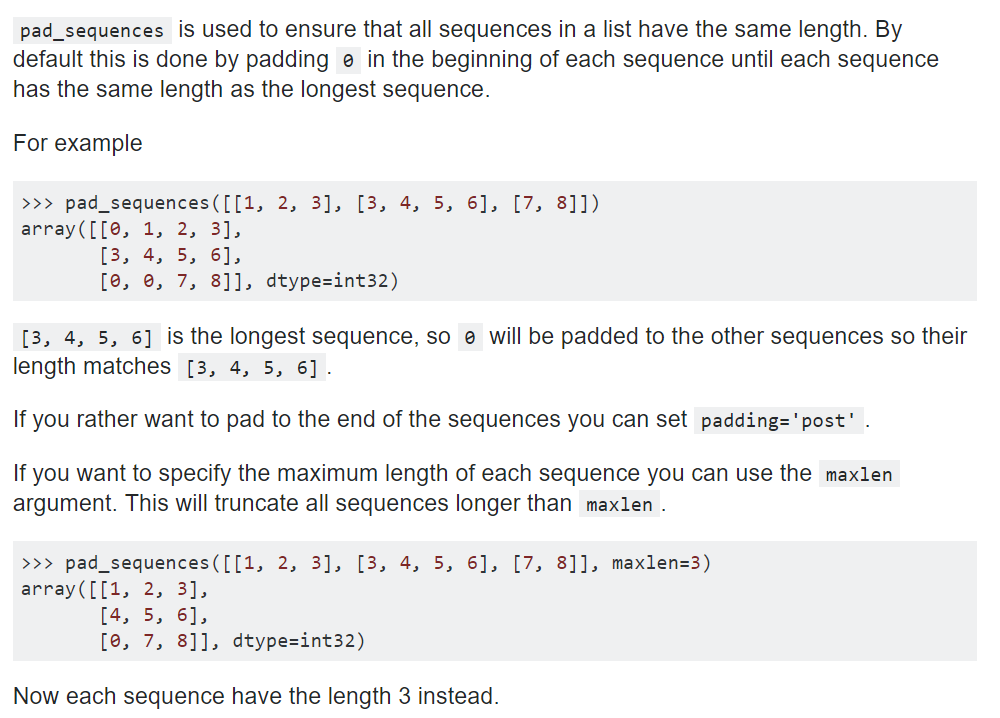 pad_sequences is used to ensure that all sequences in a list have the same length. By
default this is done by padding 0 in the beginning of each sequence until each sequence
has the same length as the longest sequence.
For example
>>> pad_sequences([[1, 2, 3], [3, 4, 5, 6], [7, 8]])
array([[0, 1, 2, 3],
       [3, 4, 5, 6],
       [0, 0, 7, 8]], dtype=int32)
[3, 4, 5, 6] is the longest sequence, so 0 will be padded to the other sequences so their
length matches [3, 4, 5, 6].
If you rather want to pad to the end of the sequences you can set padding='post'.
If you want to specify the maximum length of each sequence you can use the maxlen
argument. This will truncate all sequences longer than maxlen.
>>> pad_sequences([[1, 2, 3], [3, 4, 5, 6], [7, 8]], maxlen=3)
array([[1, 2, 3],
       [4, 5, 6],
       [0, 7, 8]], dtype=int32)
Now each sequence have the length 3 instead.